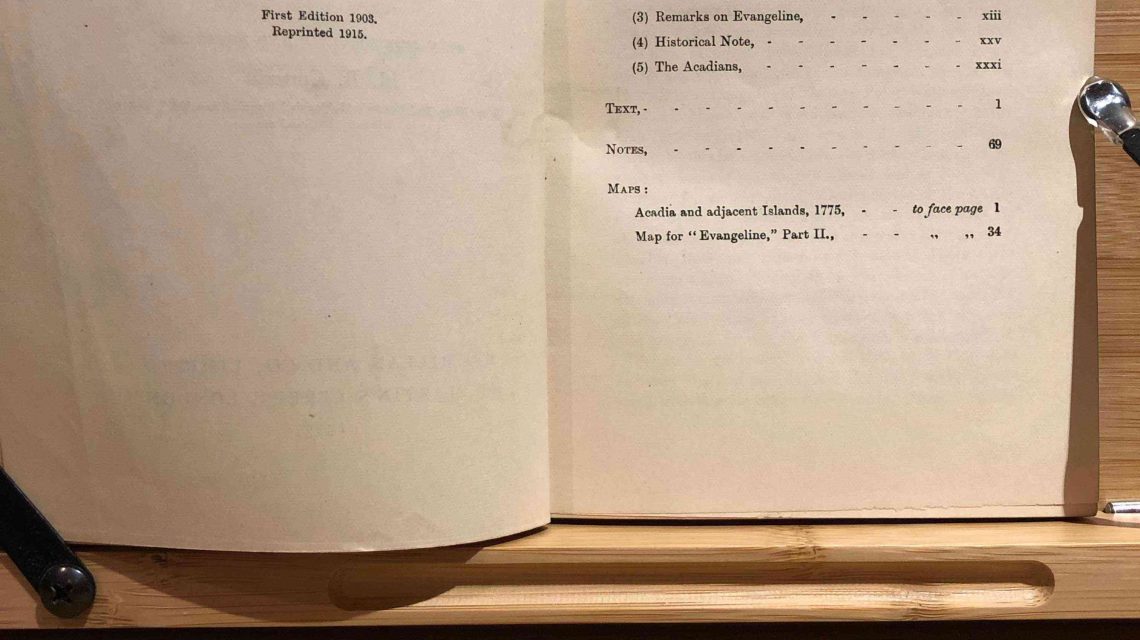 First Edition 1903.
Reprinted 1915.
(3) Remarks on Evangeline, - - - - - xiii
(4) Historical Note, - - - - - - - xxv
(5) The Acadians, - - - - - - - xxxi
TEXT, - - - - - - - - - - - 1
NOTES, - - - - - - - - - - 69
MAPS :
Acadia and adjacent Islands, 1775, - - to face page 1
Map for “Evangeline,” Part II., - - „ „ 34